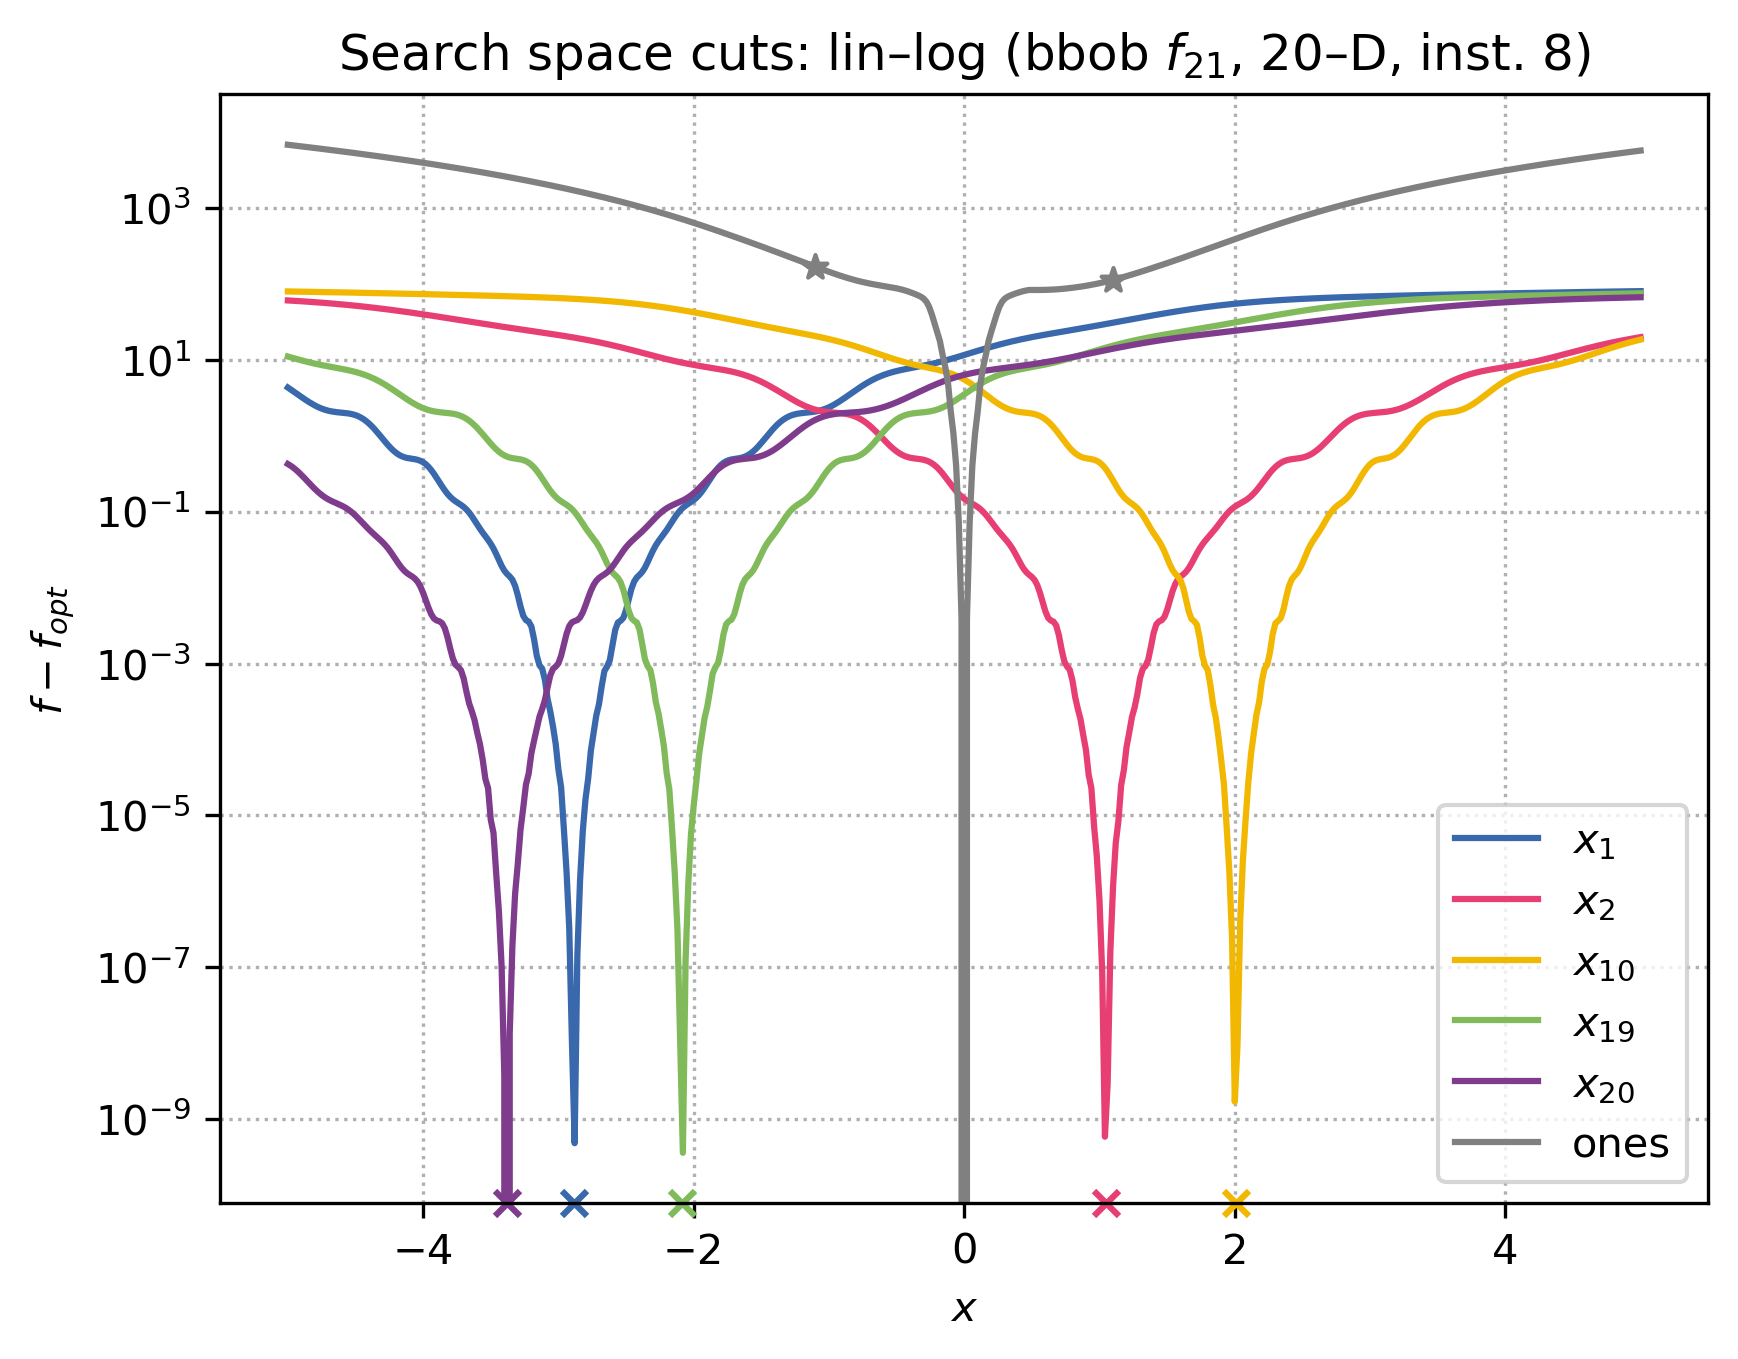 Search space cuts: lin–log (bbob f21, 20–D, inst. 8)
10^3
10^1
10^−1
10^−3
10^−5
10^−7
10^−9
f − fopt
−4 −2 0 2 4
x
x1
x2
x10
x19
x20
ones